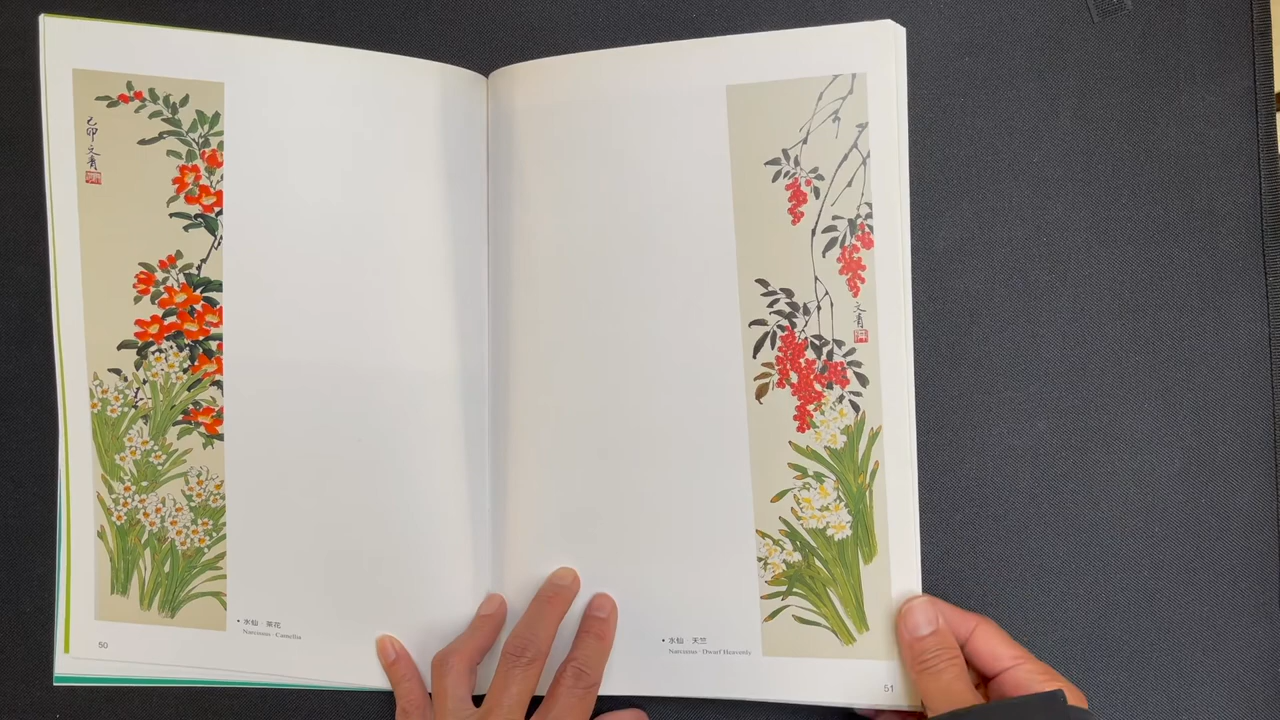 己卯文青
• 水仙 · 茶花
Narcissus · Camellia
50
文青
• 水仙 · 天竺
Narcissus · Dwarf Heavenly
51